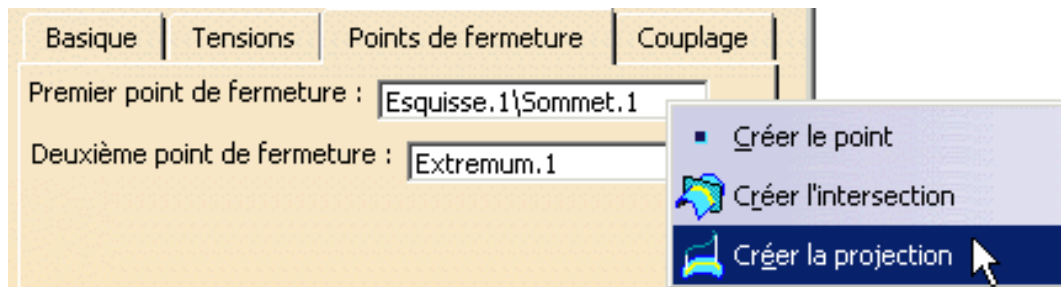 Basique Tensions Points de fermeture Couplage
Premier point de fermeture : Esquisse.1\Sommet.1
Deuxième point de fermeture : Extremum.1
Créer le point
Créer l'intersection
Créer la projection